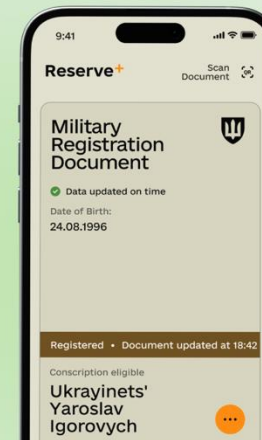 9:41
Reserve+
Scan
Document
QR
Military
Registration
Document
Data updated on time
Date of Birth:
24.08.1996
Registered • Document updated at 18:42
Conscription eligible
Ukrayinets'
Yaroslav
Igorovych